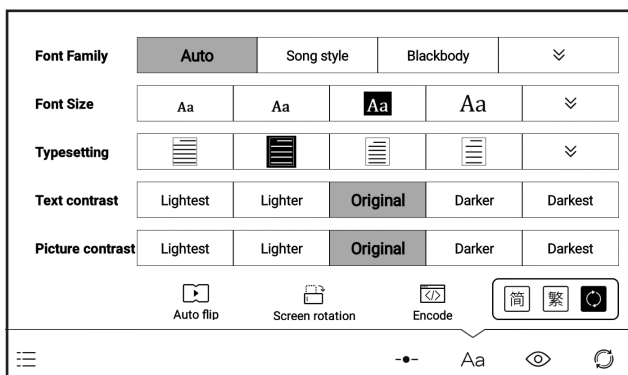 Font Family Auto Song style Blackbody
Font Size Aa Aa Aa Aa
Typesetting
Text contrast Lightest Lighter Original Darker Darkest
Picture contrast Lightest Lighter Original Darker Darkest
Auto flip Screen rotation Encode 简 繁
Aa